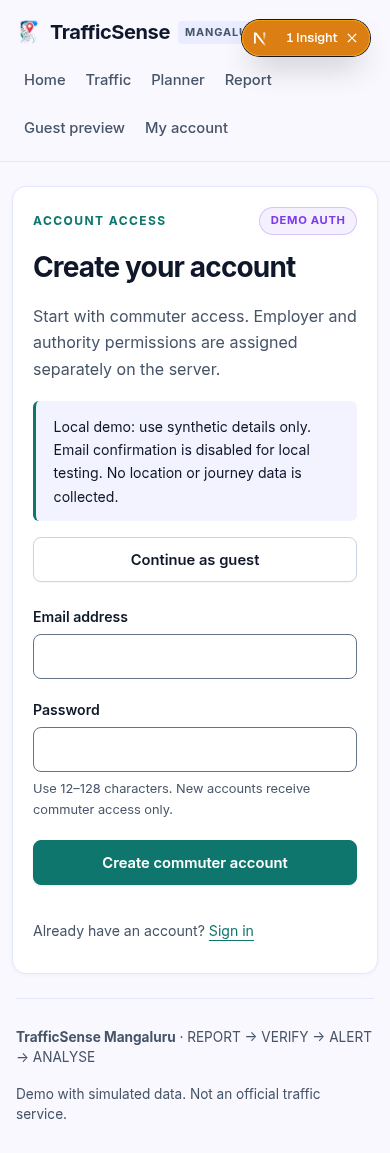 TrafficSense MANGALU
1 Insight
Home Traffic Planner Report
Guest preview My account
ACCOUNT ACCESS DEMO AUTH
Create your account
Start with commuter access. Employer and
authority permissions are assigned
separately on the server.
Local demo: use synthetic details only.
Email confirmation is disabled for local
testing. No location or journey data is
collected.
Continue as guest
Email address
Password
Use 12–128 characters. New accounts receive
commuter access only.
Create commuter account
Already have an account? Sign in
TrafficSense Mangaluru · REPORT → VERIFY → ALERT
→ ANALYSE
Demo with simulated data. Not an official traffic
service.